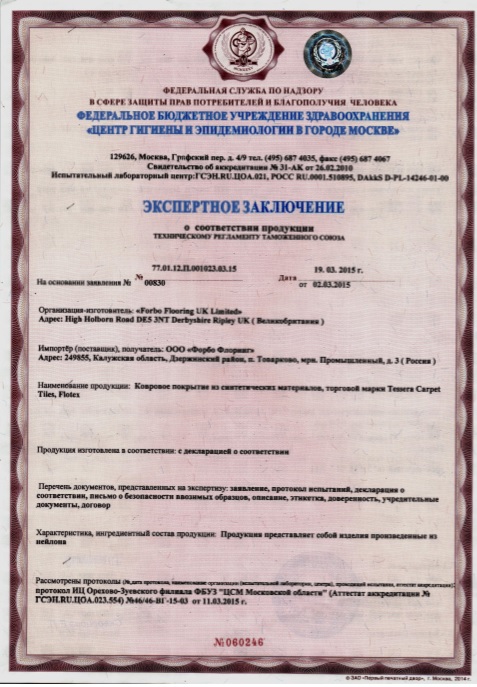 ФЕДЕРАЛЬНАЯ СЛУЖБА ПО НАДЗОРУ
В СФЕРЕ ЗАЩИТЫ ПРАВ ПОТРЕБИТЕЛЕЙ И БЛАГОПОЛУЧИЯ ЧЕЛОВЕКА
ФЕДЕРАЛЬНОЕ БЮДЖЕТНОЕ УЧРЕЖДЕНИЕ ЗДРАВООХРАНЕНИЯ
«ЦЕНТР ГИГИЕНЫ И ЭПИДЕМИОЛОГИИ В ГОРОДЕ МОСКВЕ»
129626, Москва, Графский пер. д. 4/9 тел. (495) 687 4035, факс (495) 687 4067
Свидетельство об аккредитации № 31-АК от 26.02.2010
Испытательный лабораторный центр:ГСЭН.RU.ЦОА.021, РОСС RU.0001.510895, DAkkS D-PL-14246-01-00
ЭКСПЕРТНОЕ ЗАКЛЮЧЕНИЕ
о соответствии продукции
ТЕХНИЧЕСКОМУ РЕГЛАМЕНТУ ТАМОЖЕННОГО СОЮЗА
№ 77.01.12.П.001023.03.15 Дата 19. 03. 2015 г.
На основании заявления № 00830 от 02.03.2015
Организация-изготовитель: «Forbo Flooring UK Limited»
Адрес: High Holborn Road DE5 3NT Derbyshire Ripley UK ( Великобритания )
Импортёр (поставщик), получатель: ООО «Форбо Флоринг»
Адрес: 249855, Калужская область, Дзержинский район, п. Товарково, мрн. Промышленный, д. 3 ( Россия )
Наименование продукции: Ковровое покрытие из синтетических материалов, торговой марки Tessera Carpet
Tiles, Flotex
Продукция изготовлена в соответствии: с декларацией о соответствии
Перечень документов, представленных на экспертизу: заявление, протокол испытаний, декларация о
соответствии, письмо о безопасности ввозимых образцов, описание, этикетка, доверенность, учредительные
документы, договор
Характеристика, ингредиентный состав продукции: Продукция представляет собой изделия произведенные из
нейлона
Рассмотрены протоколы (№,дата протокола, наименование организации (испытательной лаборатории, центра), проводившей испытания, аттестат аккредитации):
протокол ИЦ Орехово-Зуевского филиала ФБУЗ "ЦСМ Московской области" (Аттестат аккредитации №
ГСЭН.RU.ЦОА.023.554) №46/46-ВГ-15-03 от 11.03.2015 г.
№060246
© ЗАО «Первый печатный двор», г. Москва, 2014 г.